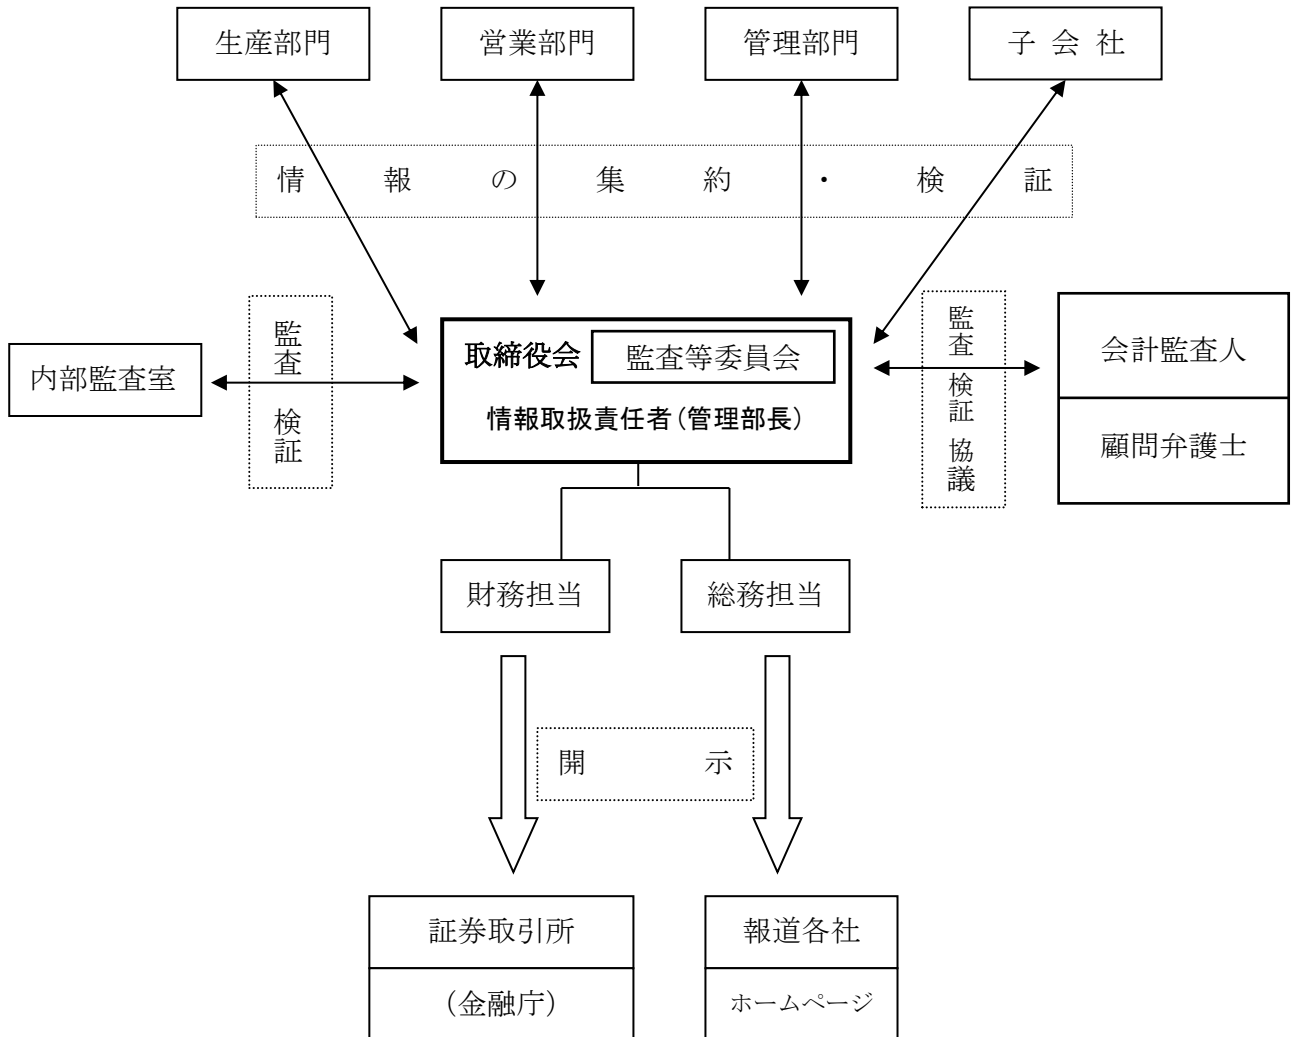 生産部門
営業部門
管理部門
子 会 社
情報の集約・検証
監査
検証
内部監査室
取締役会
監査等委員会
情報取扱責任者(管理部長)
監査
検証
協議
会計監査人
顧問弁護士
財務担当
総務担当
開示
証券取引所
(金融庁)
報道各社
ホームページ